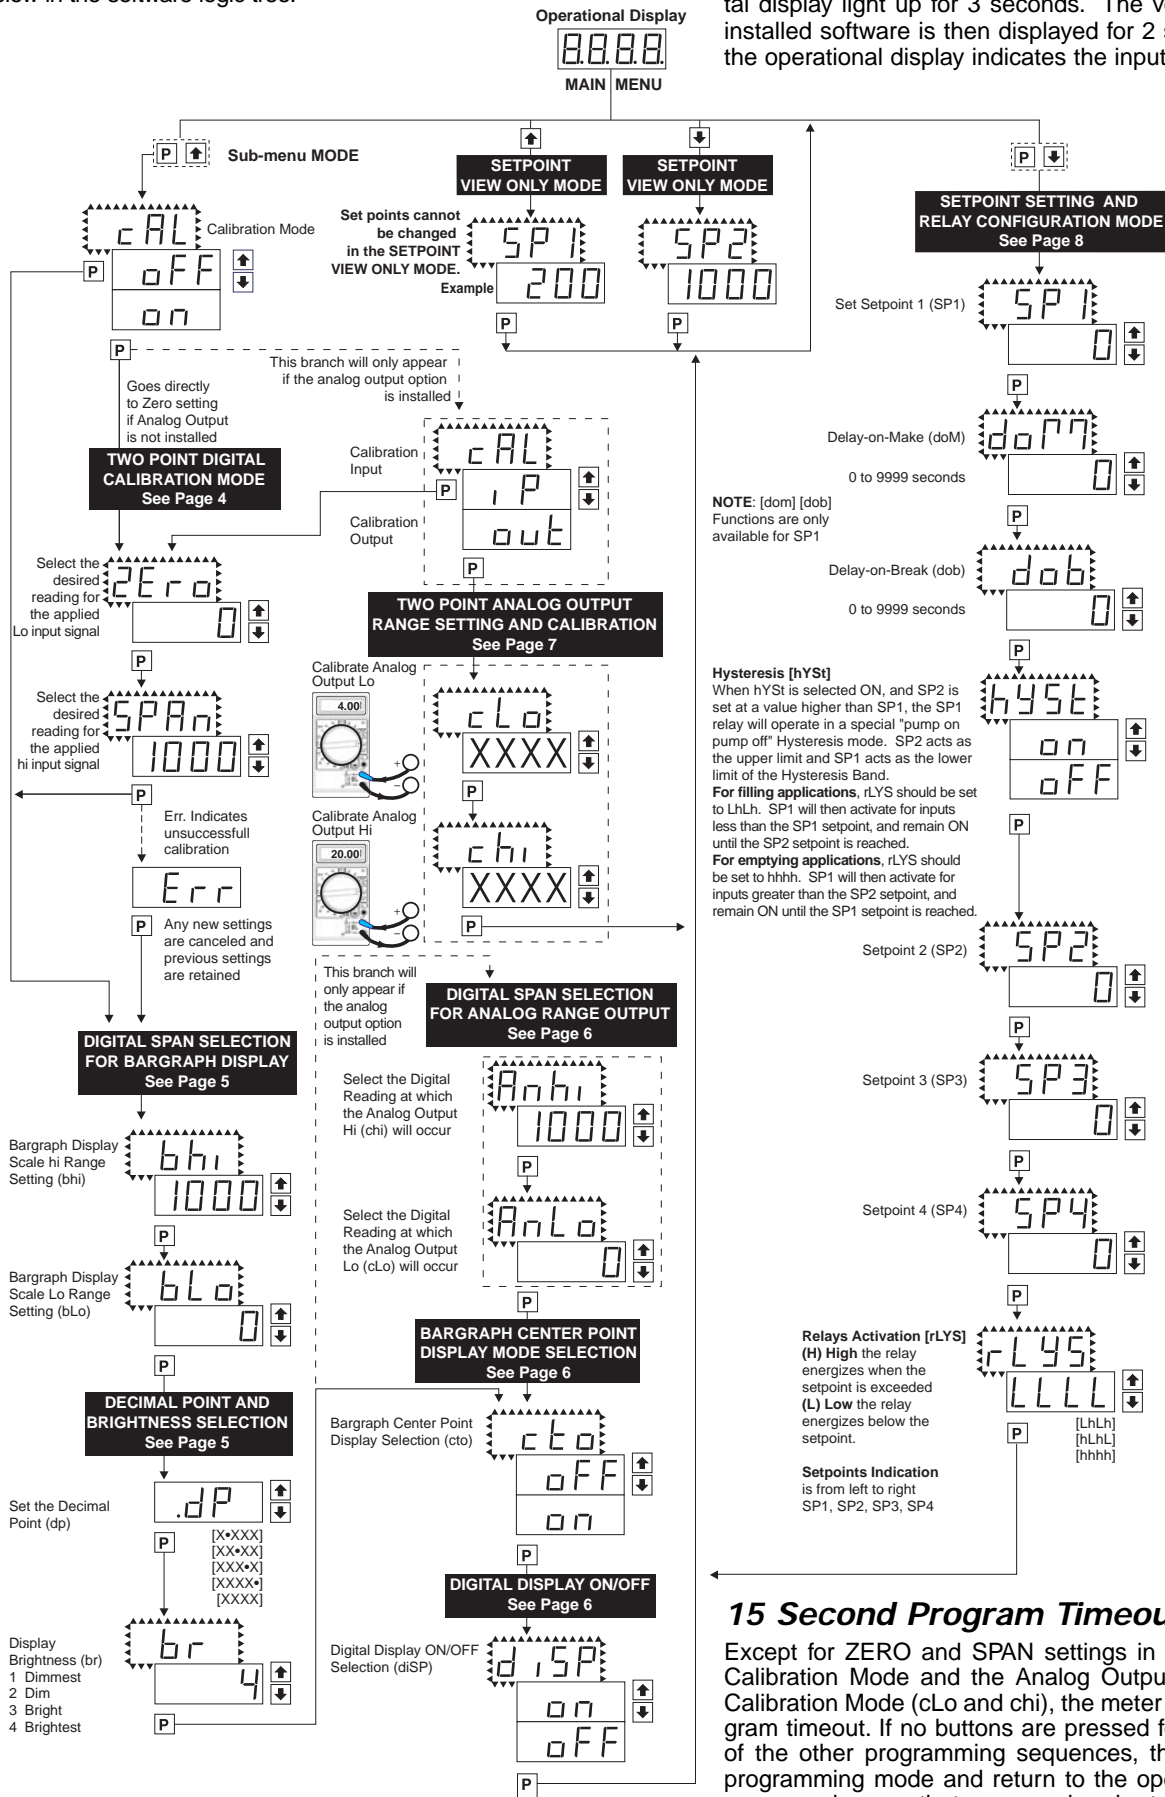 below in the software logic tree.
tal display light up for 3 seconds. The
installed software is then displayed for 2
the operational display indicates the input
Operational Display
8.8.8.8.
MAIN MENU
P
Sub-menu MODE
cAL
Calibration Mode
P
oFF
on
P
SETPOINT
VIEW ONLY MODE
Set points cannot
be changed
in the SETPOINT
VIEW ONLY MODE.
Example
SP1
200
P
SETPOINT
VIEW ONLY MODE
SP2
1000
P
P
SETPOINT SETTING AND
RELAY CONFIGURATION MODE
See Page 8
Set Setpoint 1 (SP1)
SP1
0
P
Delay-on-Make (doM)
0 to 9999 seconds
doM
0
P
NOTE: [dom] [dob]
Functions are only
available for SP1
Delay-on-Break (dob)
0 to 9999 seconds
dob
0
P
Hysteresis [hYSt]
When hYSt is selected ON, and SP2 is
set at a value higher than SP1, the SP1
relay will operate in a special "pump on
pump off" Hysteresis mode. SP2 acts as
the upper limit and SP1 acts as the lower
limit of the Hysteresis Band.
For filling applications, rLYS should be set
to LhLh. SP1 will then activate for inputs
less than the SP1 setpoint, and remain ON
until the SP2 setpoint is reached.
For emptying applications, rLYS should
be set to hhhh. SP1 will then activate for
inputs greater than the SP2 setpoint, and
remain ON until the SP1 setpoint is reached.
hYSt
on
oFF
P
Setpoint 2 (SP2)
SP2
0
P
Setpoint 3 (SP3)
SP3
0
P
Setpoint 4 (SP4)
SP4
0
P
Relays Activation [rLYS]
(H) High the relay
energizes when the
setpoint is exceeded
(L) Low the relay
energizes below the
setpoint.
Setpoints Indication
is from left to right
SP1, SP2, SP3, SP4
rLYS
LLLL
P
[LhLh]
[hLhL]
[hhhh]
Goes directly
to Zero setting
if Analog Output
is not installed
This branch will only appear
if the analog output option
is installed
TWO POINT DIGITAL
CALIBRATION MODE
See Page 4
Calibration
Input
Calibration
Output
cAL
P
iP
out
P
Select the
desired
reading for
the applied
Lo input signal
ZEro
0
P
Select the
desired
reading for
the applied
hi input signal
SPAn
1000
P
Err. Indicates
unsuccessfull
calibration
Err
P
Any new settings
are canceled and
previous settings
are retained
TWO POINT ANALOG OUTPUT
RANGE SETTING AND CALIBRATION
See Page 7
Calibrate Analog
Output Lo
4.00
+
−
cLo
XXXX
P
Calibrate Analog
Output Hi
20.00
+
−
chi
XXXX
P
This branch will
only appear if
the analog
output option
is installed
DIGITAL SPAN SELECTION
FOR ANALOG RANGE OUTPUT
See Page 6
Select the Digital
Reading at which
the Analog Output
Hi (chi) will occur
Anhi
1000
P
Select the Digital
Reading at which
the Analog Output
Lo (cLo) will occur
AnLo
0
P
DIGITAL SPAN SELECTION
FOR BARGRAPH DISPLAY
See Page 5
Bargraph Display
Scale hi Range
Setting (bhi)
bhi
1000
P
Bargraph Display
Scale Lo Range
Setting (bLo)
bLo
0
P
DECIMAL POINT AND
BRIGHTNESS SELECTION
See Page 5
Set the Decimal
Point (dp)
.dP
P
[X•XXX]
[XX•XX]
[XXX•X]
[XXXX•]
[XXXX]
Display
Brightness (br)
1 Dimmest
2 Dim
3 Bright
4 Brightest
br
4
P
BARGRAPH CENTER POINT
DISPLAY MODE SELECTION
See Page 6
Bargraph Center Point
Display Selection (cto)
cto
oFF
on
P
DIGITAL DISPLAY ON/OFF
See Page 6
Digital Display ON/OFF
Selection (diSP)
diSP
on
oFF
P
15 Second Program Timeou
Except for ZERO and SPAN settings in
Calibration Mode and the Analog Outpu
Calibration Mode (cLo and chi), the meter
gram timeout. If no buttons are pressed
of the other programming sequences,
programming mode and return to the